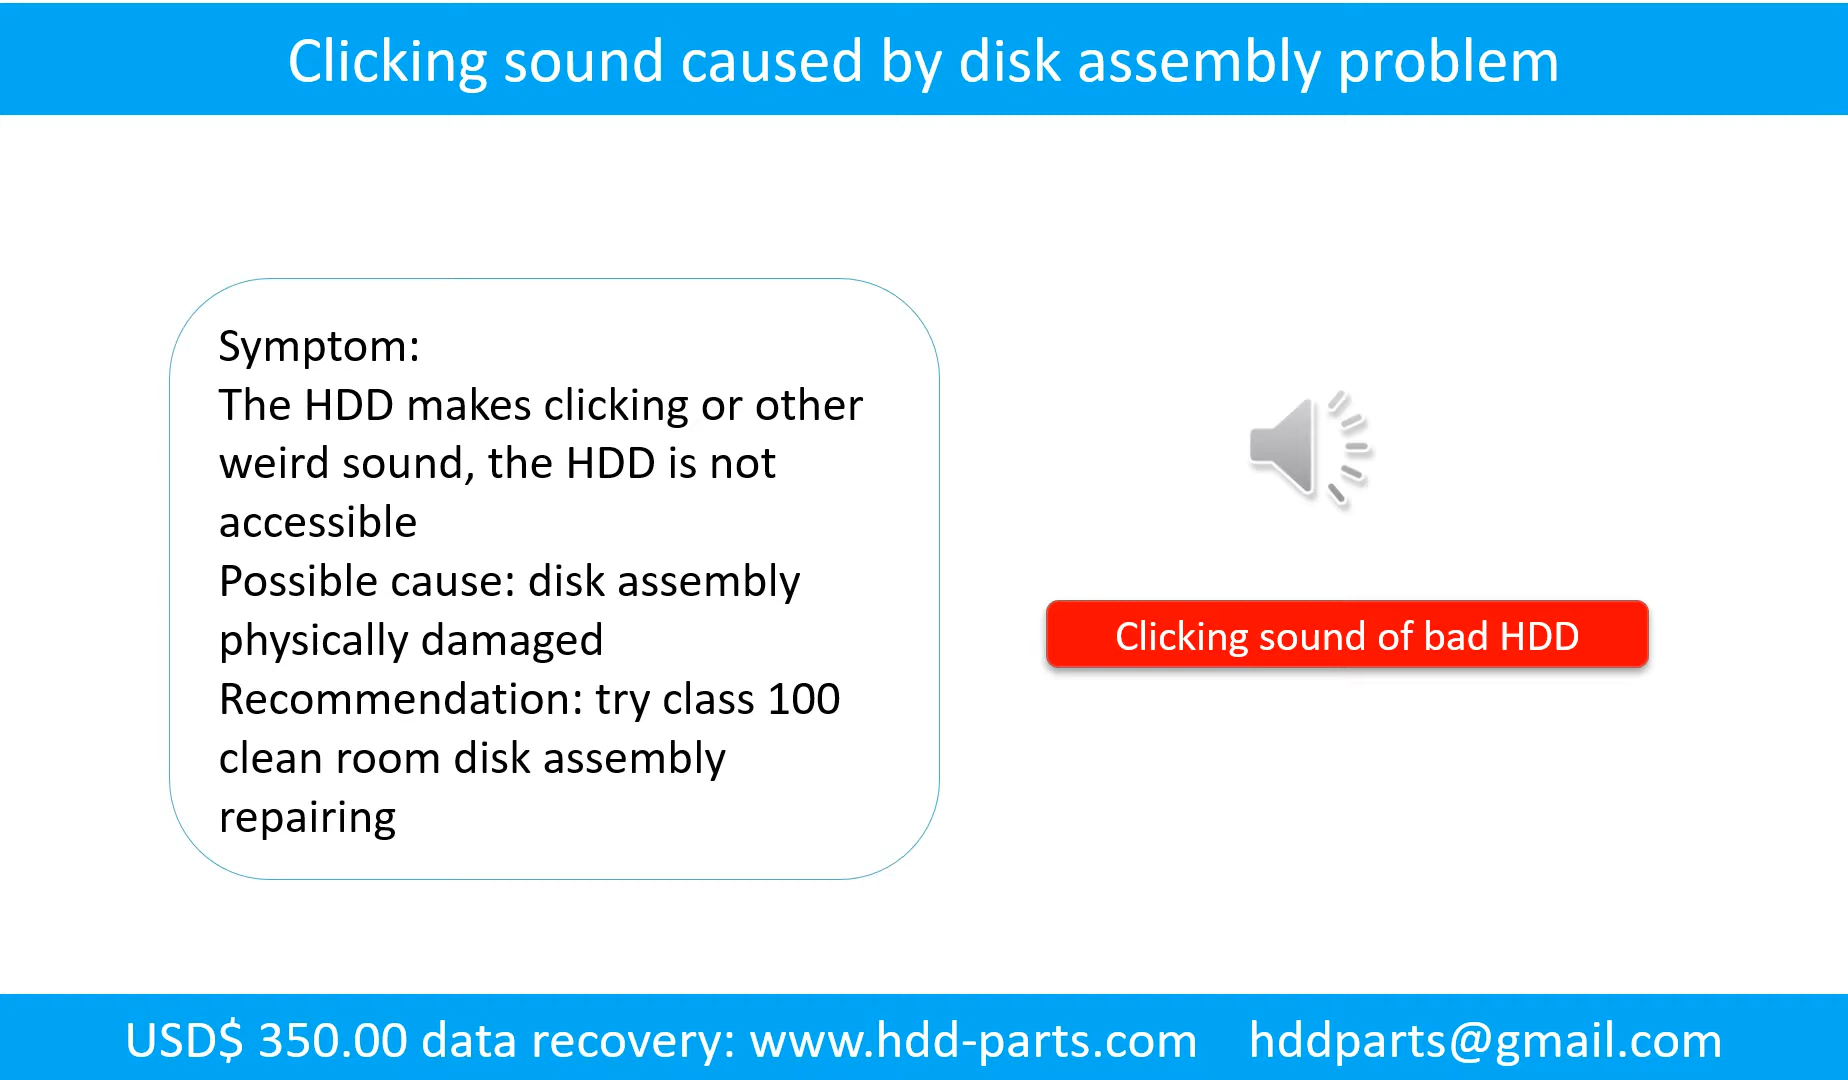 Clicking sound caused by disk assembly problem
Symptom:
The HDD makes clicking or other
weird sound, the HDD is not
accessible
Possible cause: disk assembly
physically damaged
Recommendation: try class 100
clean room disk assembly
repairing
Clicking sound of bad HDD
USD$ 350.00 data recovery: www.hdd-parts.com hddparts@gmail.com